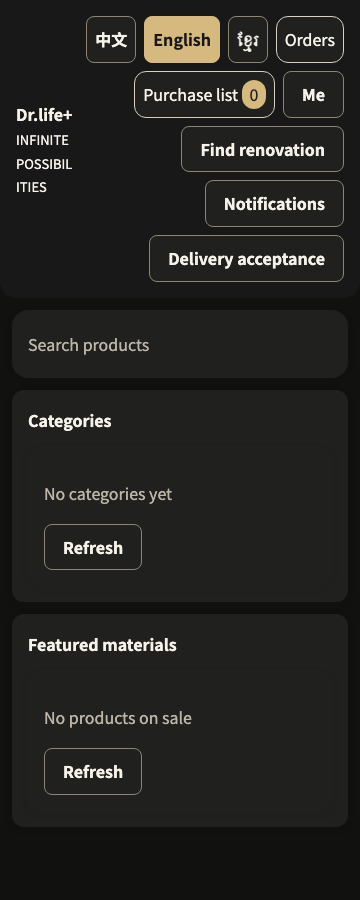 中文 English ខ្មែរ Orders
Purchase list 0 Me
Dr.life+
INFINITE
POSSIBIL
ITIES
Find renovation
Notifications
Delivery acceptance
Search products
Categories
No categories yet
Refresh
Featured materials
No products on sale
Refresh